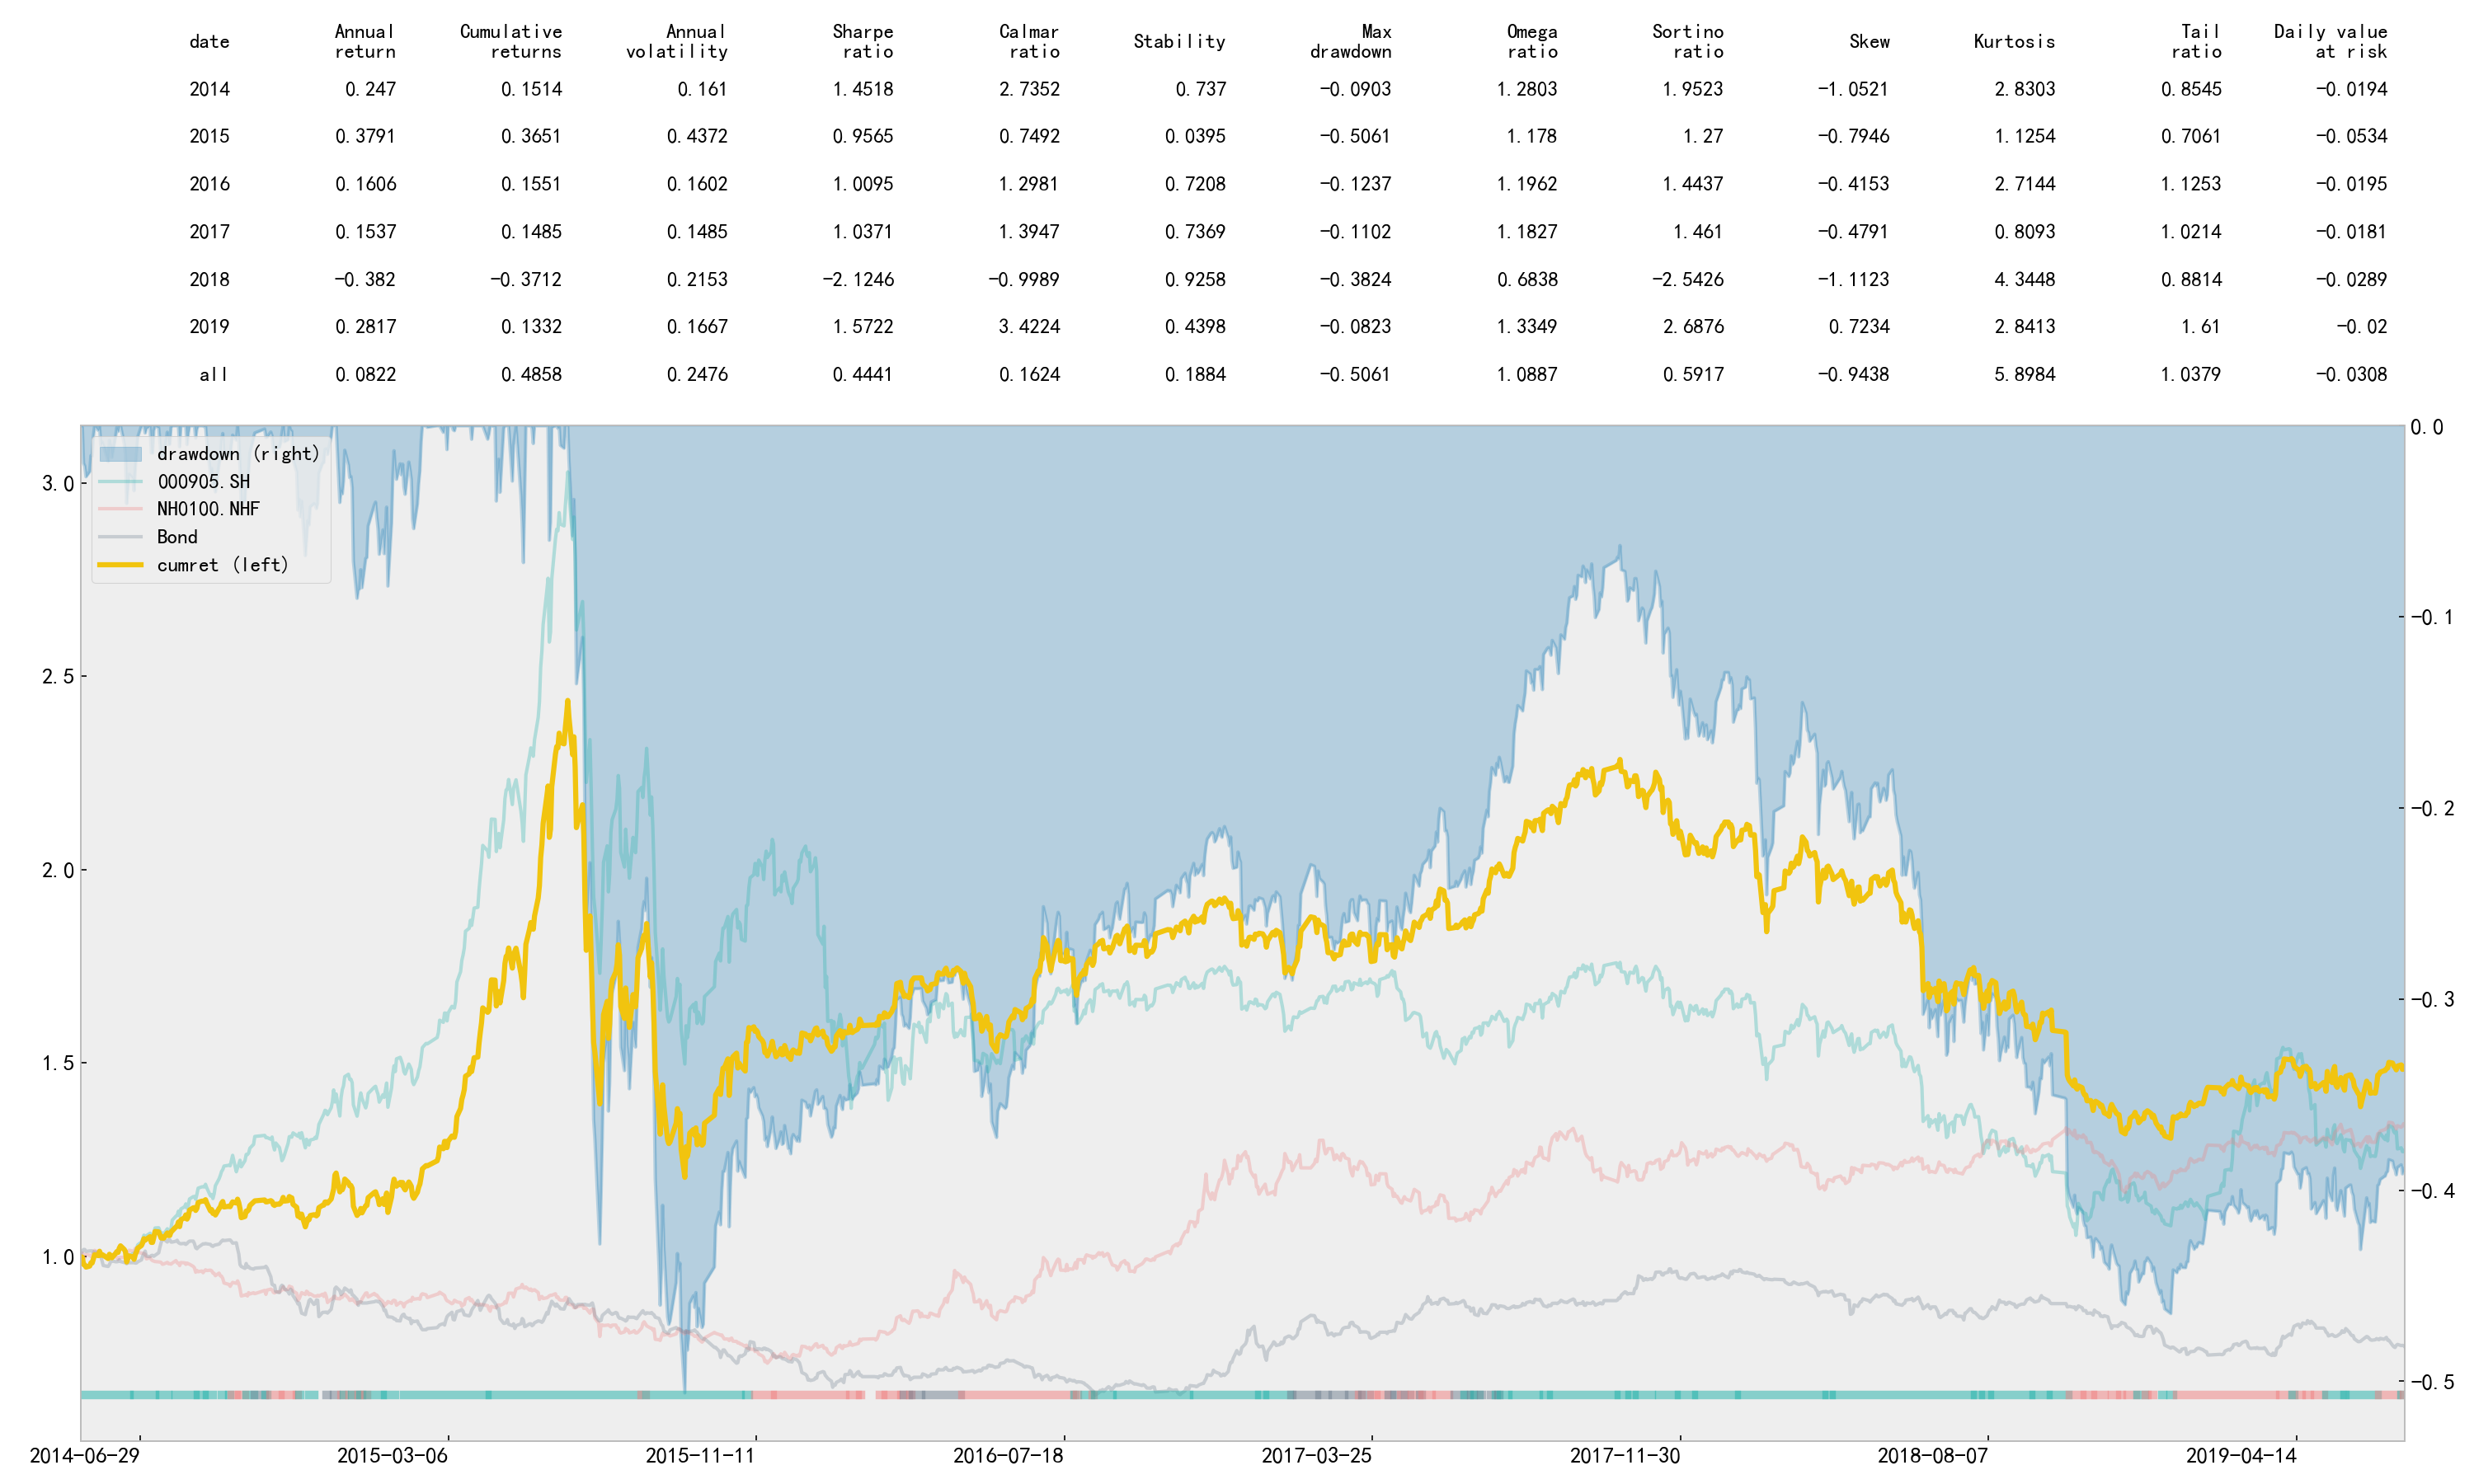 date Annual return Cumulative returns Annual volatility Sharpe ratio Calmar ratio Stability Max drawdown Omega ratio Sortino ratio Skew Kurtosis Tail ratio Daily value at risk
2014 0.247 0.1514 0.161 1.4518 2.7352 0.737 −0.0903 1.2803 1.9523 −1.0521 2.8303 0.8545 −0.0194
2015 0.3791 0.3651 0.4372 0.9565 0.7492 0.0395 −0.5061 1.178 1.27 −0.7946 1.1254 0.7061 −0.0534
2016 0.1606 0.1551 0.1602 1.0095 1.2981 0.7208 −0.1237 1.1962 1.4437 −0.4153 2.7144 1.1253 −0.0195
2017 0.1537 0.1485 0.1485 1.0371 1.3947 0.7369 −0.1102 1.1827 1.461 −0.4791 0.8093 1.0214 −0.0181
2018 −0.382 −0.3712 0.2153 −2.1246 −0.9989 0.9258 −0.3824 0.6838 −2.5426 −1.1123 4.3448 0.8814 −0.0289
2019 0.2817 0.1332 0.1667 1.5722 3.4224 0.4398 −0.0823 1.3349 2.6876 0.7234 2.8413 1.61 −0.02
all 0.0822 0.4858 0.2476 0.4441 0.1624 0.1884 −0.5061 1.0887 0.5917 −0.9438 5.8984 1.0379 −0.0308
drawdown (right)
000905.SH
NH0100.NHF
Bond
cumret (left)
3.0
2.5
2.0
1.5
1.0
0.0
−0.1
−0.2
−0.3
−0.4
−0.5
2014−06−29 2015−03−06 2015−11−11 2016−07−18 2017−03−25 2017−11−30 2018−08−07 2019−04−14